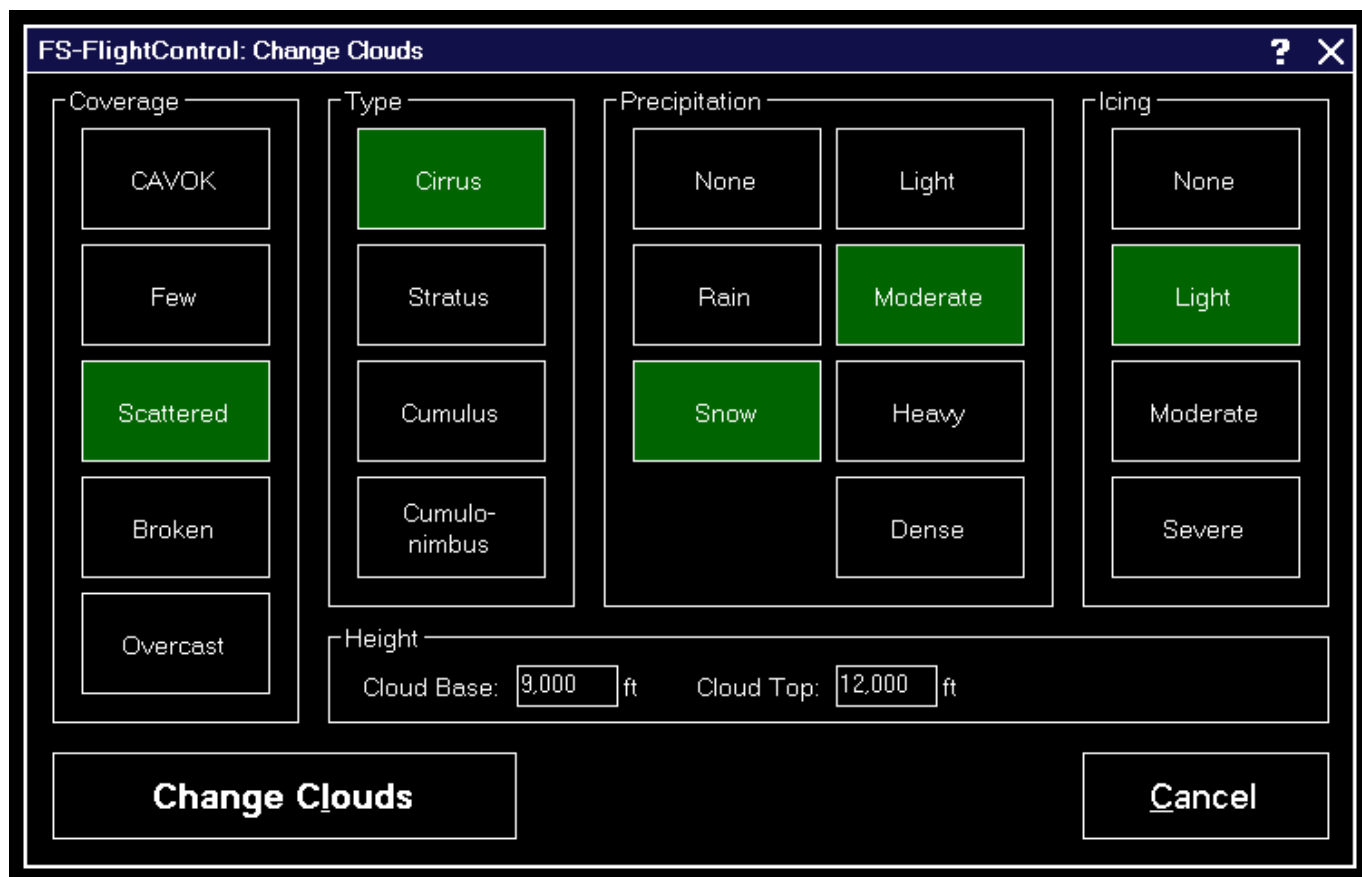 FS-FlightControl: Change Clouds
? X
Coverage
CAVOK
Few
Scattered
Broken
Overcast
Type
Cirrus
Stratus
Cumulus
Cumulo-
nimbus
Precipitation
None
Light
Rain
Moderate
Snow
Heavy
Dense
Icing
None
Light
Moderate
Severe
Height
Cloud Base: 9,000 ft Cloud Top: 12,000 ft
Change Clouds
Cancel